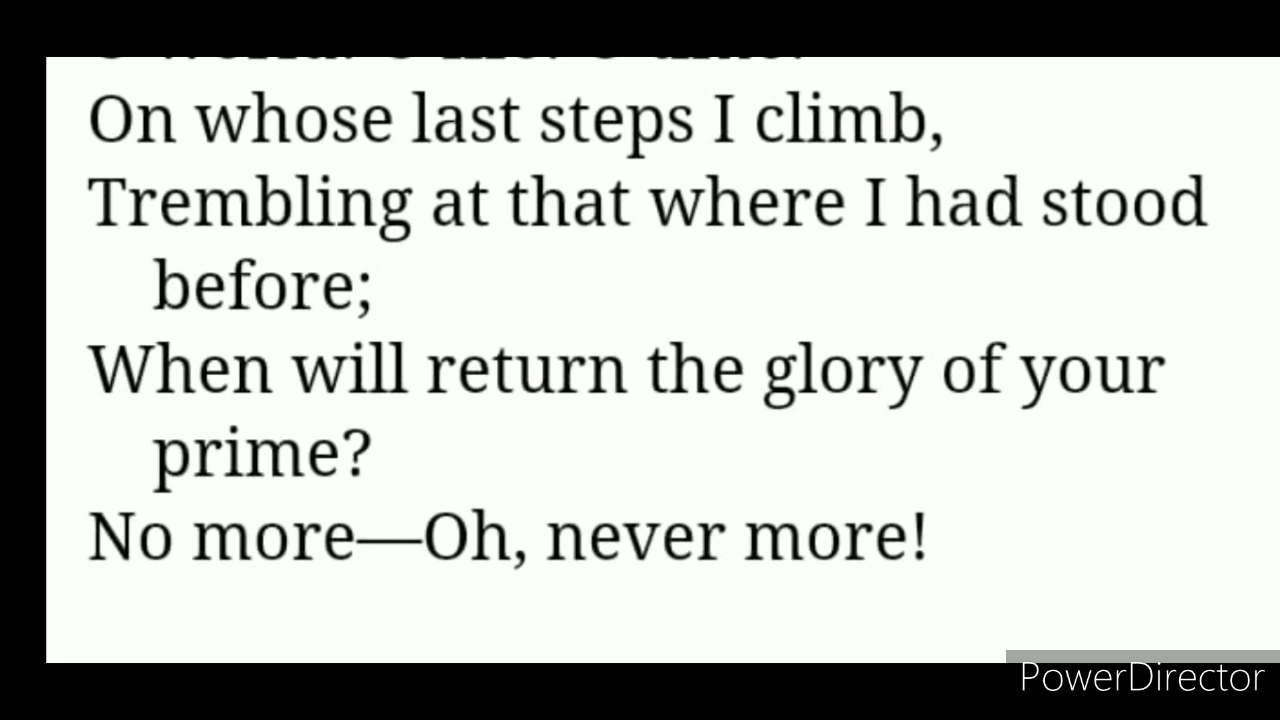 On whose last steps I climb,
Trembling at that where I had stood
before;
When will return the glory of your
prime?
No more—Oh, never more!
PowerDirector